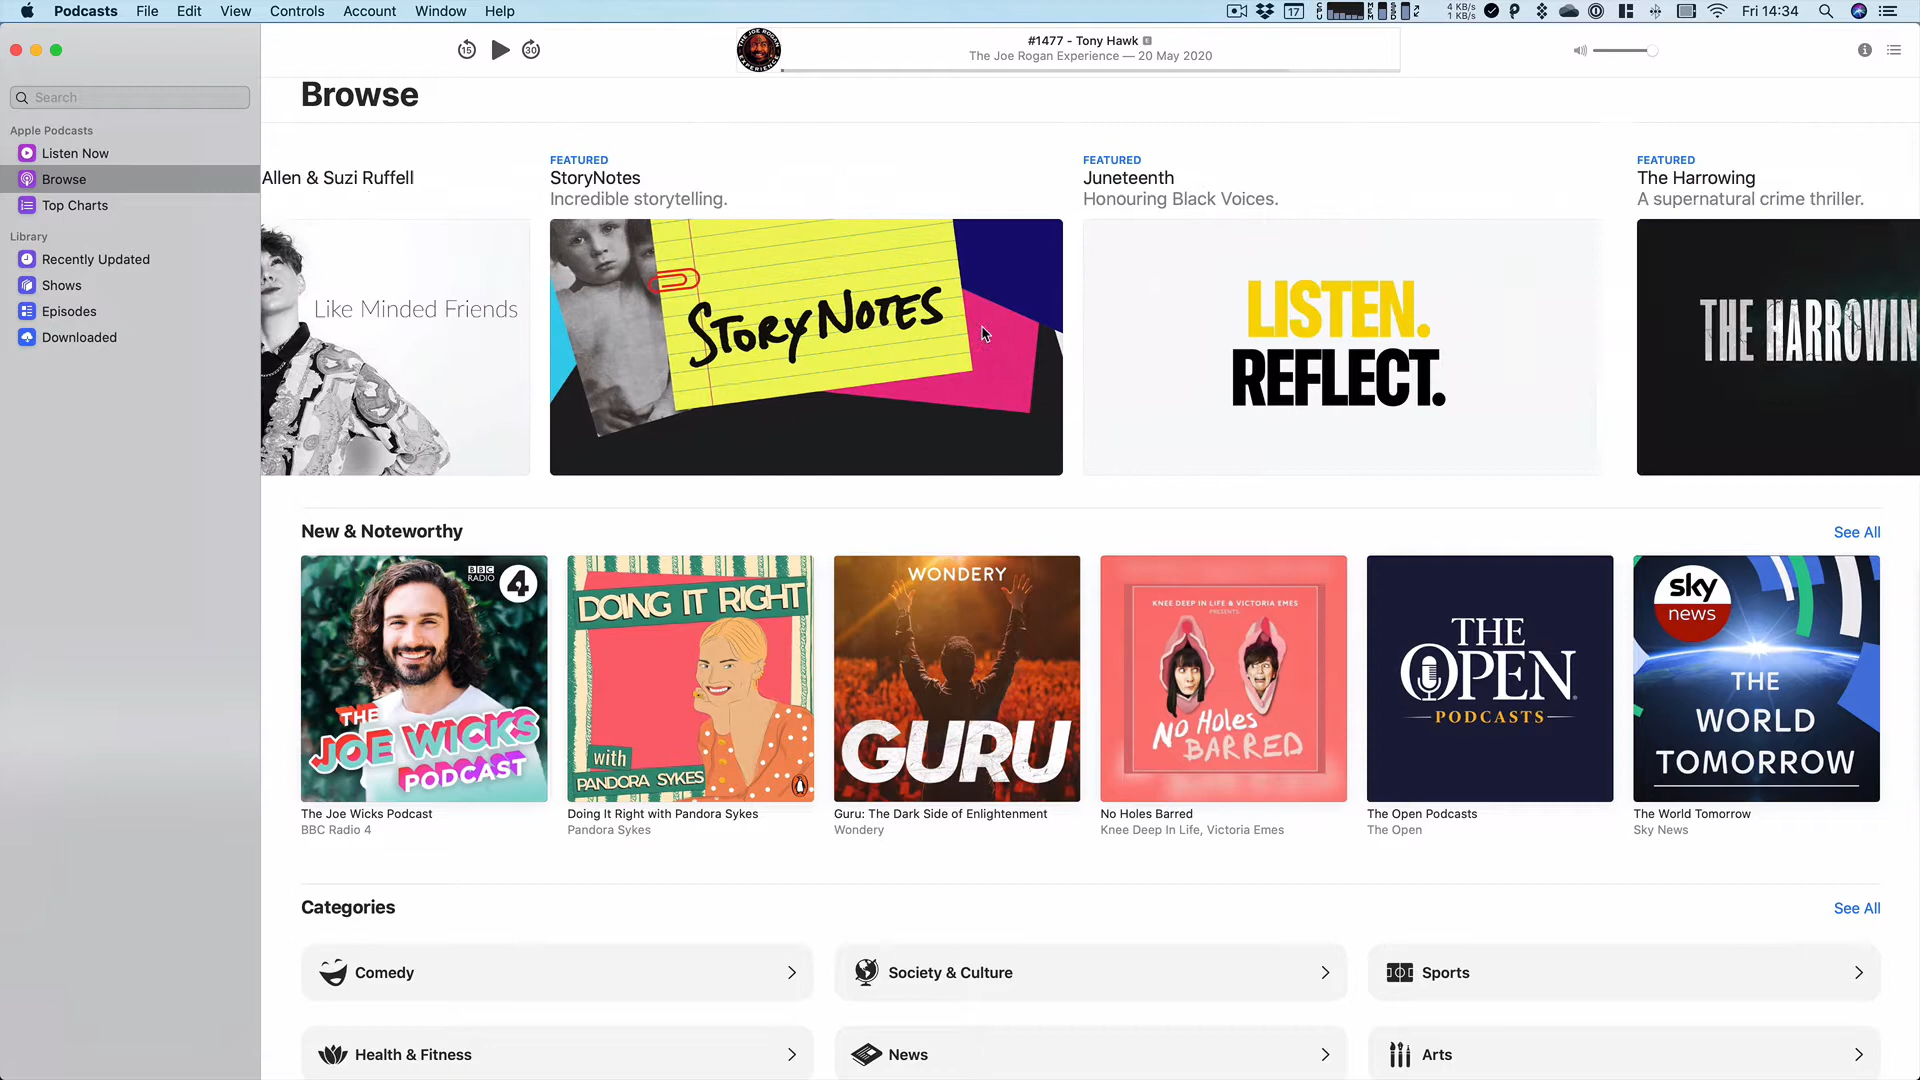 Podcasts File Edit View Controls Account Window Help
17
4 KB/s
1 KB/s
Fri 14:34
15
30
#1477 - Tony Hawk E
The Joe Rogan Experience — 20 May 2020
Search
Apple Podcasts
Listen Now
Browse
Top Charts
Library
Recently Updated
Shows
Episodes
Downloaded
Browse
Allen & Suzi Ruffell
Like Minded Friends
FEATURED
StoryNotes
Incredible storytelling.
STORYNOTES
FEATURED
Juneteenth
Honouring Black Voices.
LISTEN.
REFLECT.
FEATURED
The Harrowing
A supernatural crime thriller.
THE HARROWIN
New & Noteworthy
See All
BBC
RADIO
4
THE
JOE WICKS
PODCAST
The Joe Wicks Podcast
BBC Radio 4
DOING IT RIGHT
with
PANDORA SYKES
Doing It Right with Pandora Sykes
Pandora Sykes
WONDERY
GURU
Guru: The Dark Side of Enlightenment
Wondery
KNEE DEEP IN LIFE & VICTORIA EMES
PRESENTS
NO HOLES
BARRED
No Holes Barred
Knee Deep In Life, Victoria Emes
THE
OPEN
PODCASTS
The Open Podcasts
The Open
sky
news
THE
WORLD
TOMORROW
The World Tomorrow
Sky News
Categories
See All
Comedy
Society & Culture
Sports
Health & Fitness
News
Arts